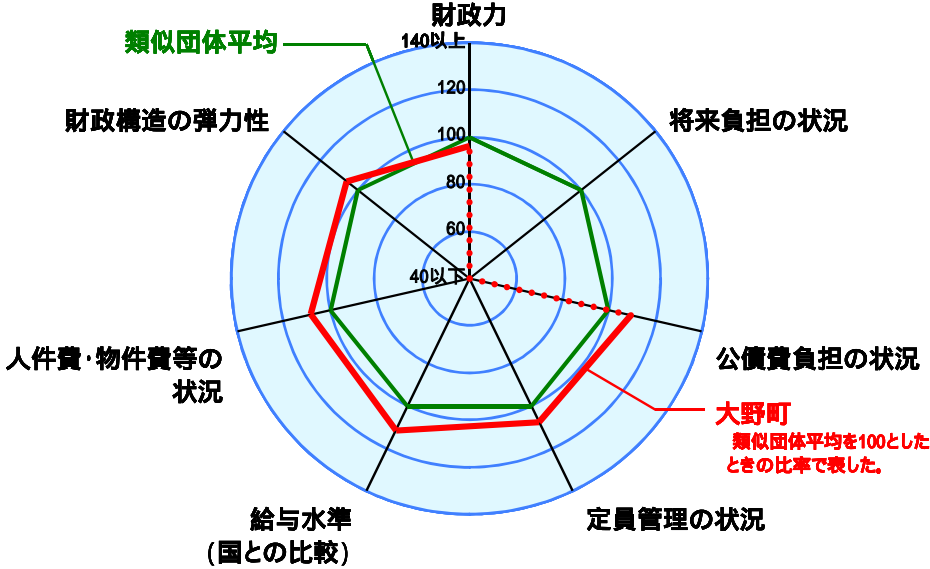 財政力
類似団体平均
140以上
120
100
80
60
40以下
財政構造の弾力性
将来負担の状況
人件費・物件費等の
状況
公債費負担の状況
大野町
類似団体平均を100とした
ときの比率で表した。
給与水準
(国との比較)
定員管理の状況